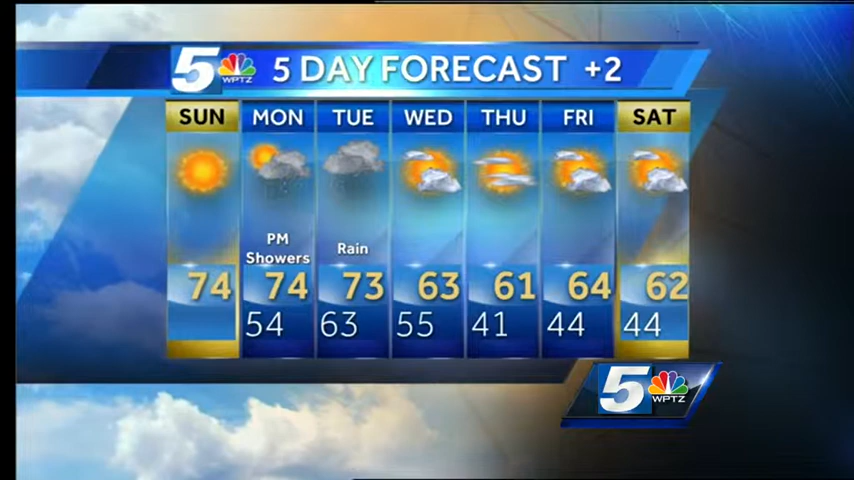 5 WPTZ 5 DAY FORECAST +2
SUN MON TUE WED THU FRI SAT
PM Showers Rain
74 74 73 63 61 64 62
54 63 55 41 44 44
5 WPTZ